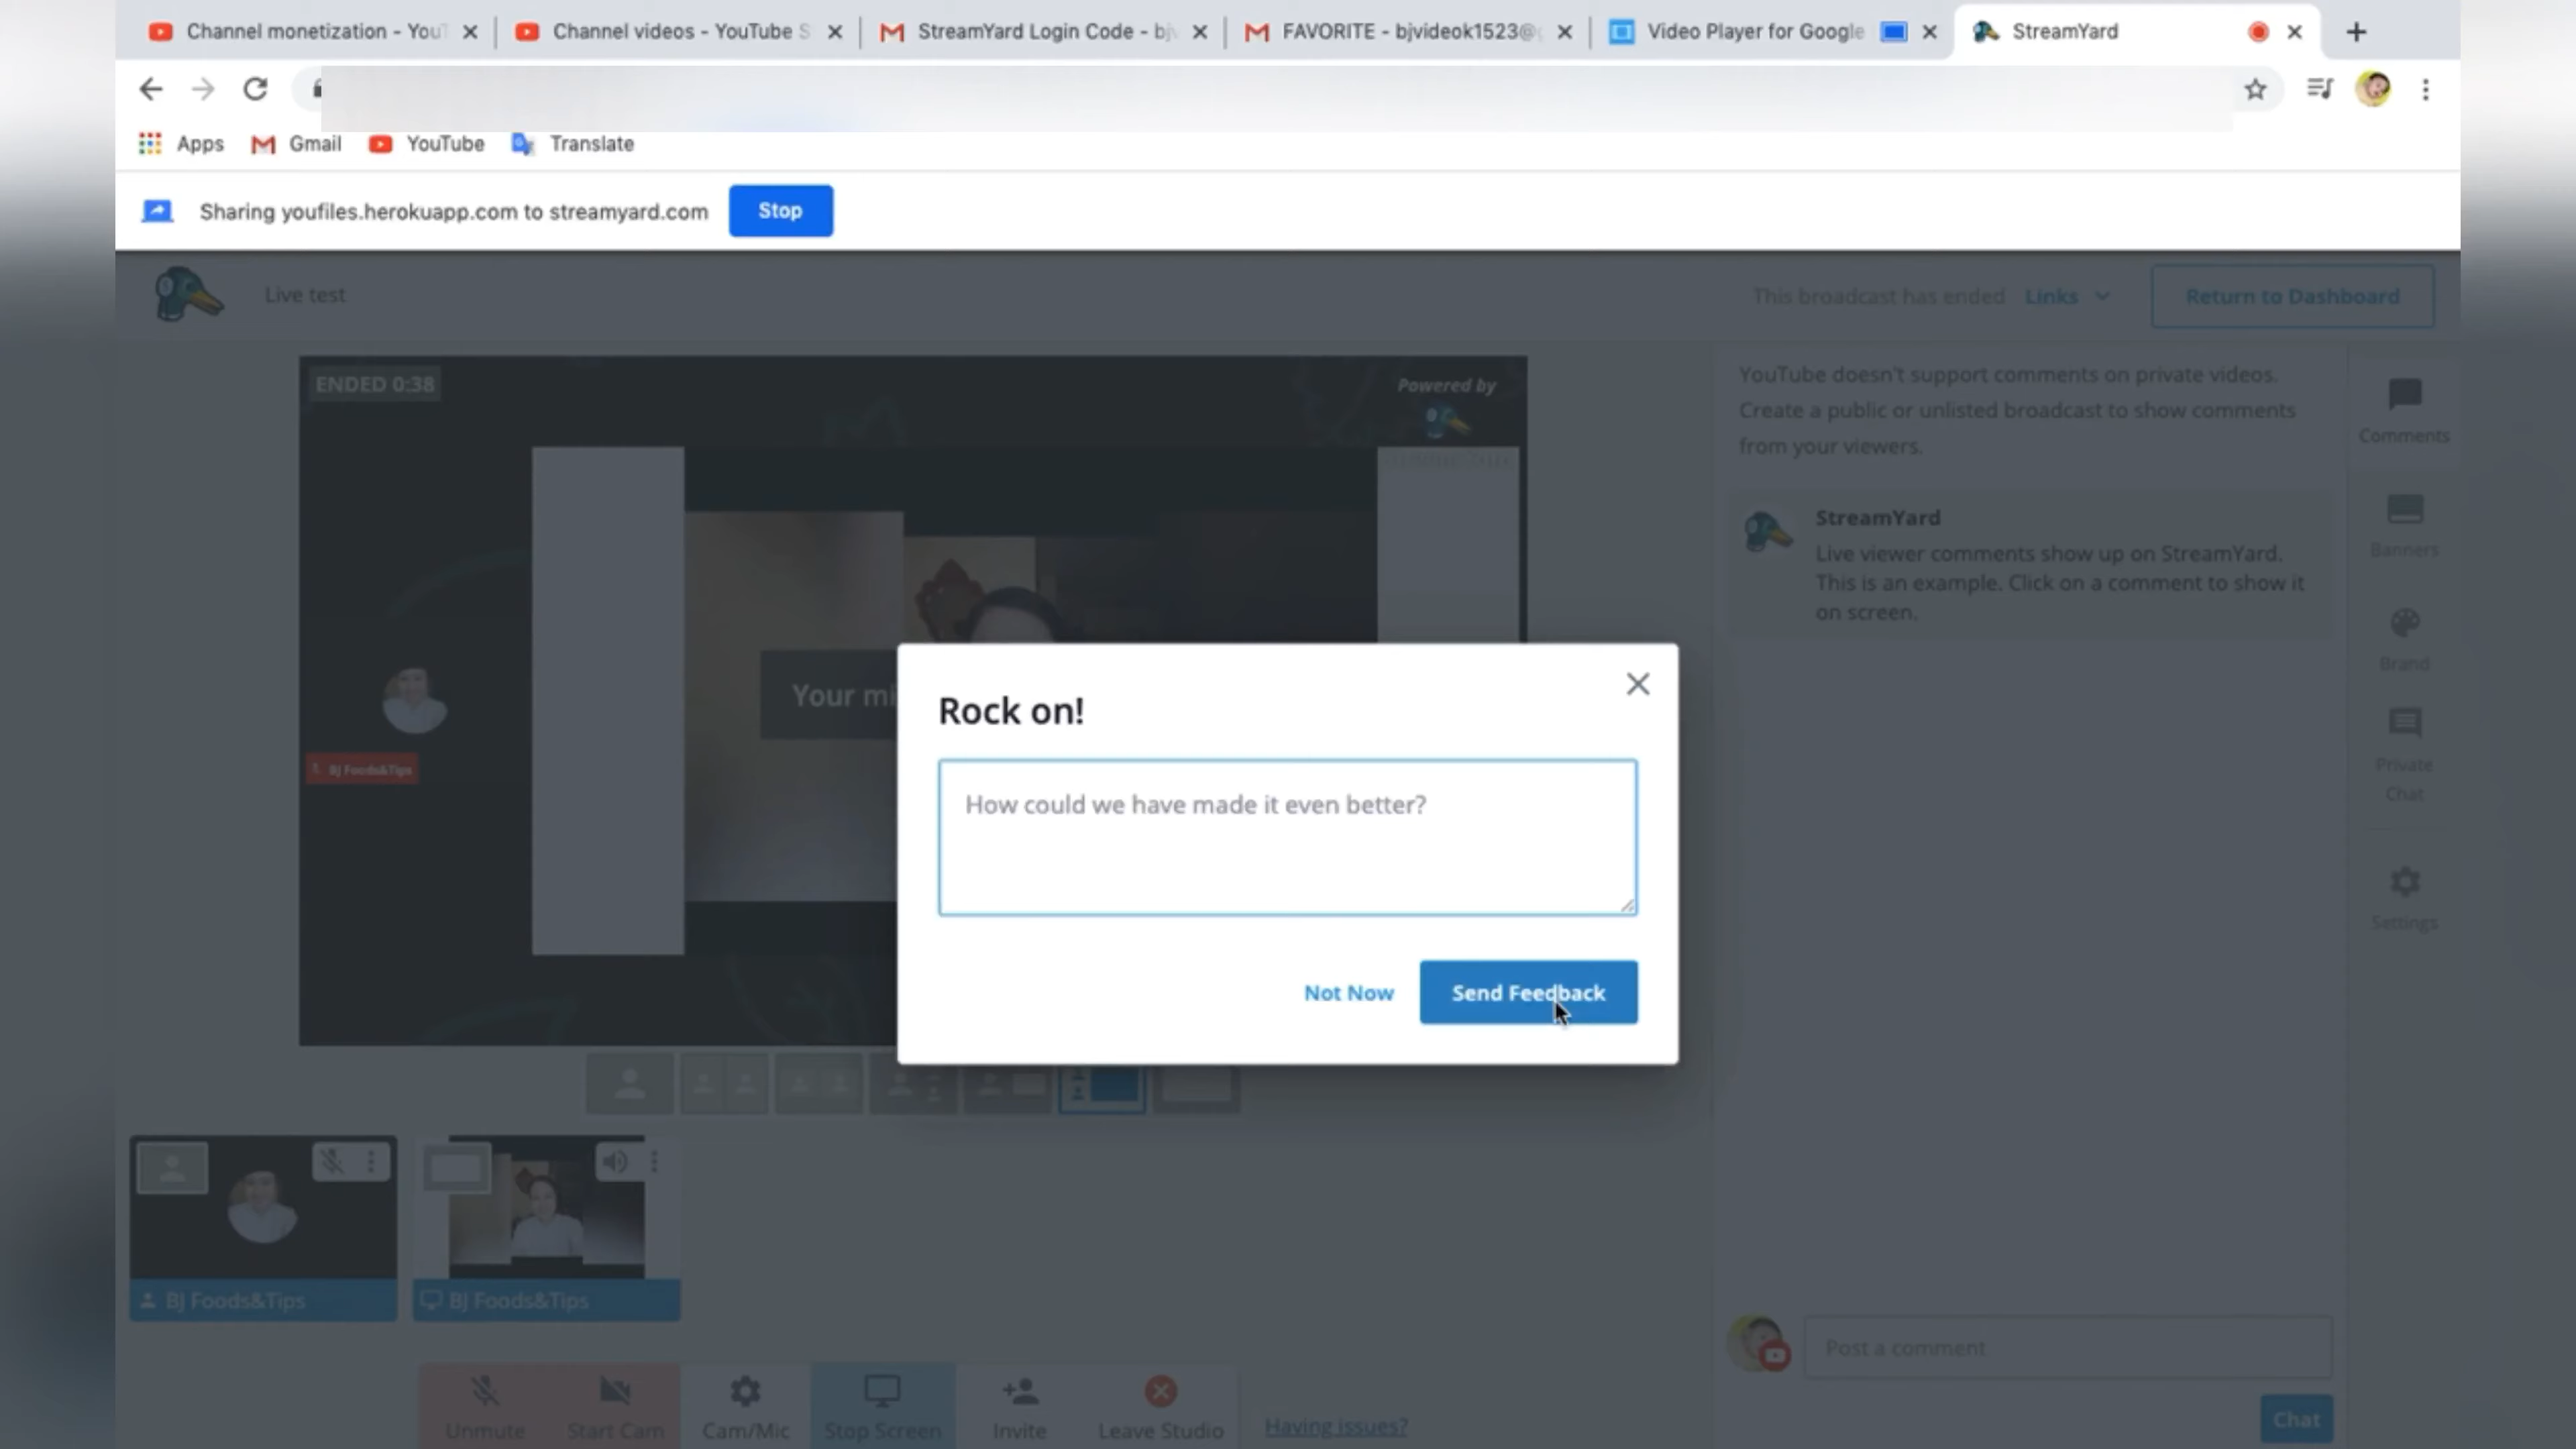 Channel monetization - YouT
Channel videos - YouTube S
StreamYard Login Code - bjv
FAVORITE - bjvideok1523@g
Video Player for Google
StreamYard
Apps
Gmail
YouTube
Translate
Sharing youfiles.herokuapp.com to streamyard.com
Stop
Live test
This broadcast has ended
Links
Return to Dashboard
ENDED 0:38
Powered by
YouTube doesn't support comments on private videos.
Create a public or unlisted broadcast to show comments
from your viewers.
Comments
StreamYard
Live viewer comments show up on StreamYard.
This is an example. Click on a comment to show it
on screen.
Banners
Brand
Private
Chat
Settings
Your mi
BJ Foods&Tips
Rock on!
How could we have made it even better?
Not Now
Send Feedback
BJ Foods&Tips
BJ Foods&Tips
Post a comment
Chat
Unmute
Start Cam
Cam/Mic
Stop Screen
Invite
Leave Studio
Having issues?